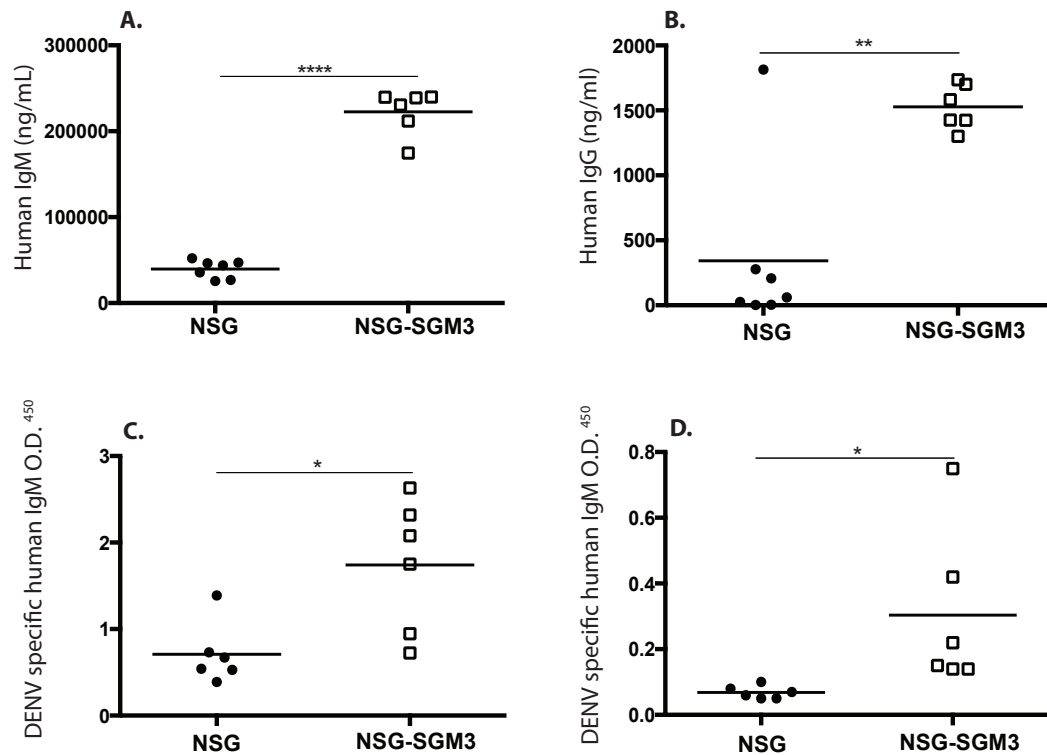 A.
Human IgM (ng/mL)
300000
200000
100000
0
****
NSG
NSG-SGM3
B.
Human IgG (ng/ml)
2000
1500
1000
500
0
**
NSG
NSG-SGM3
C.
DENV specific human IgM O.D. 450
3
2
1
0
*
NSG
NSG-SGM3
D.
DENV specific human IgM O.D. 450
0.8
0.6
0.4
0.2
0.0
*
NSG
NSG-SGM3